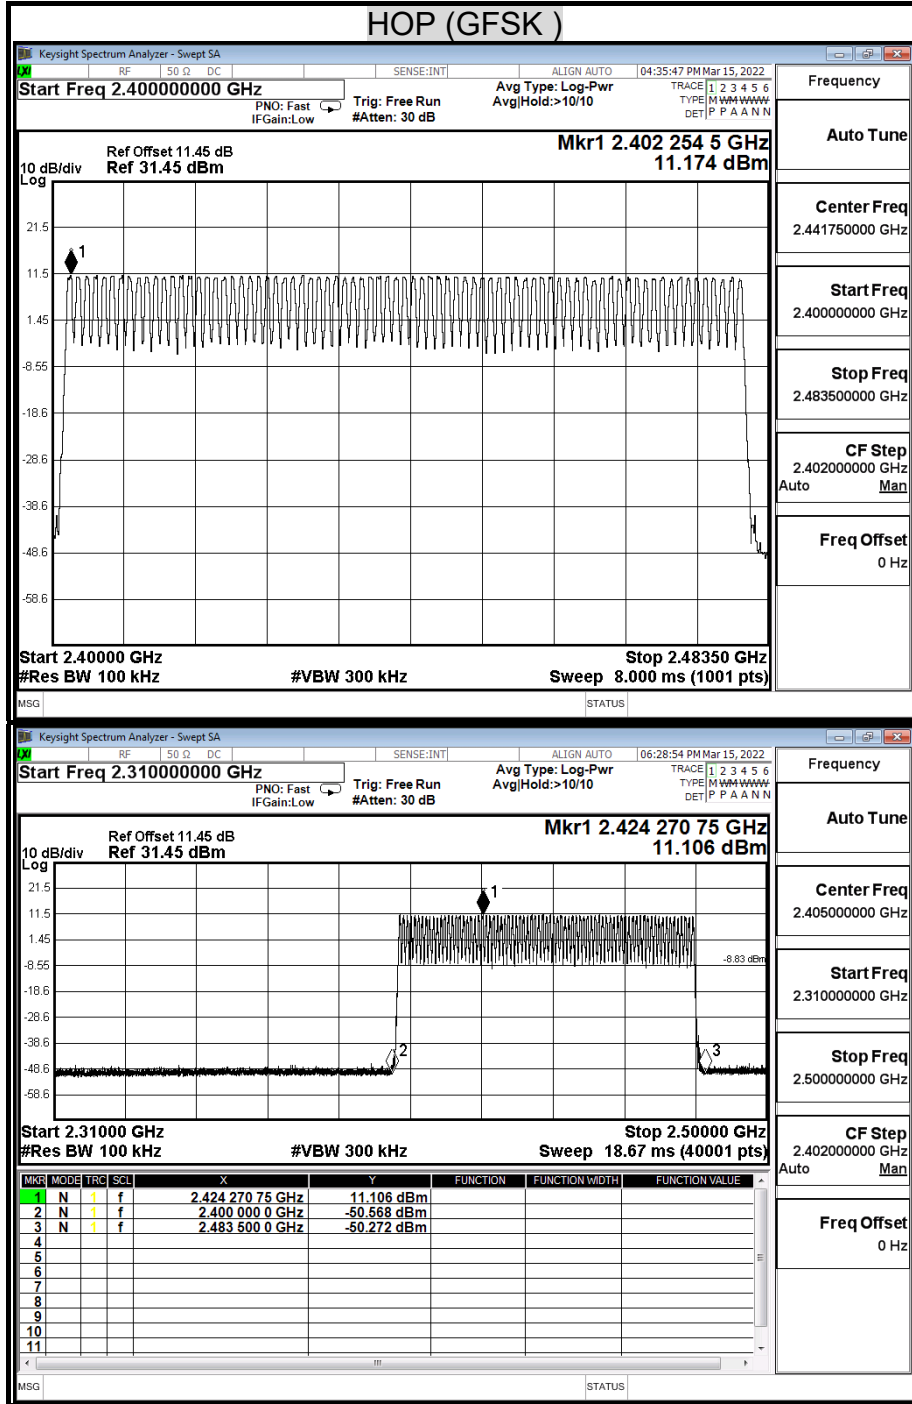 HOP (GFSK )
Keysight Spectrum Analyzer - Swept SA
LXI RF 50 Ω DC SENSE:INT ALIGN AUTO 04:35:47 PM Mar 15, 2022
Start Freq 2.400000000 GHz
PNO: Fast
IFGain:Low
Trig: Free Run
#Atten: 30 dB
Avg Type: Log-Pwr
Avg|Hold:>10/10
TRACE 1 2 3 4 5 6
TYPE M WM WWWW
DET P P A A N N
Mkr1 2.402 254 5 GHz
11.174 dBm
Ref Offset 11.45 dB
10 dB/div Ref 31.45 dBm
Log
21.5
1
11.5
1.45
-8.55
-18.6
-28.6
-38.6
-48.6
-58.6
Start 2.40000 GHz Stop 2.48350 GHz
#Res BW 100 kHz #VBW 300 kHz Sweep 8.000 ms (1001 pts)
MSG STATUS
Frequency
Auto Tune
Center Freq
2.441750000 GHz
Start Freq
2.400000000 GHz
Stop Freq
2.483500000 GHz
CF Step
2.402000000 GHz
Auto Man
Freq Offset
0 Hz
Keysight Spectrum Analyzer - Swept SA
LXI RF 50 Ω DC SENSE:INT ALIGN AUTO 06:28:54 PM Mar 15, 2022
Start Freq 2.310000000 GHz
PNO: Fast
IFGain:Low
Trig: Free Run
#Atten: 30 dB
Avg Type: Log-Pwr
Avg|Hold:>10/10
TRACE 1 2 3 4 5 6
TYPE M WM WWWW
DET P P A A N N
Mkr1 2.424 270 75 GHz
11.106 dBm
Ref Offset 11.45 dB
10 dB/div Ref 31.45 dBm
Log
21.5
1
11.5
1.45
-8.55
-8.83 dBm
-18.6
-28.6
-38.6
2 3
-48.6
-58.6
Start 2.31000 GHz Stop 2.50000 GHz
#Res BW 100 kHz #VBW 300 kHz Sweep 18.67 ms (40001 pts)
MKR MODE TRC SCL X Y FUNCTION FUNCTION WIDTH FUNCTION VALUE
1 N 1 f 2.424 270 75 GHz 11.106 dBm
2 N 1 f 2.400 000 0 GHz -50.568 dBm
3 N 1 f 2.483 500 0 GHz -50.272 dBm
4
5
6
7
8
9
10
11
MSG STATUS
Frequency
Auto Tune
Center Freq
2.405000000 GHz
Start Freq
2.310000000 GHz
Stop Freq
2.500000000 GHz
CF Step
2.402000000 GHz
Auto Man
Freq Offset
0 Hz